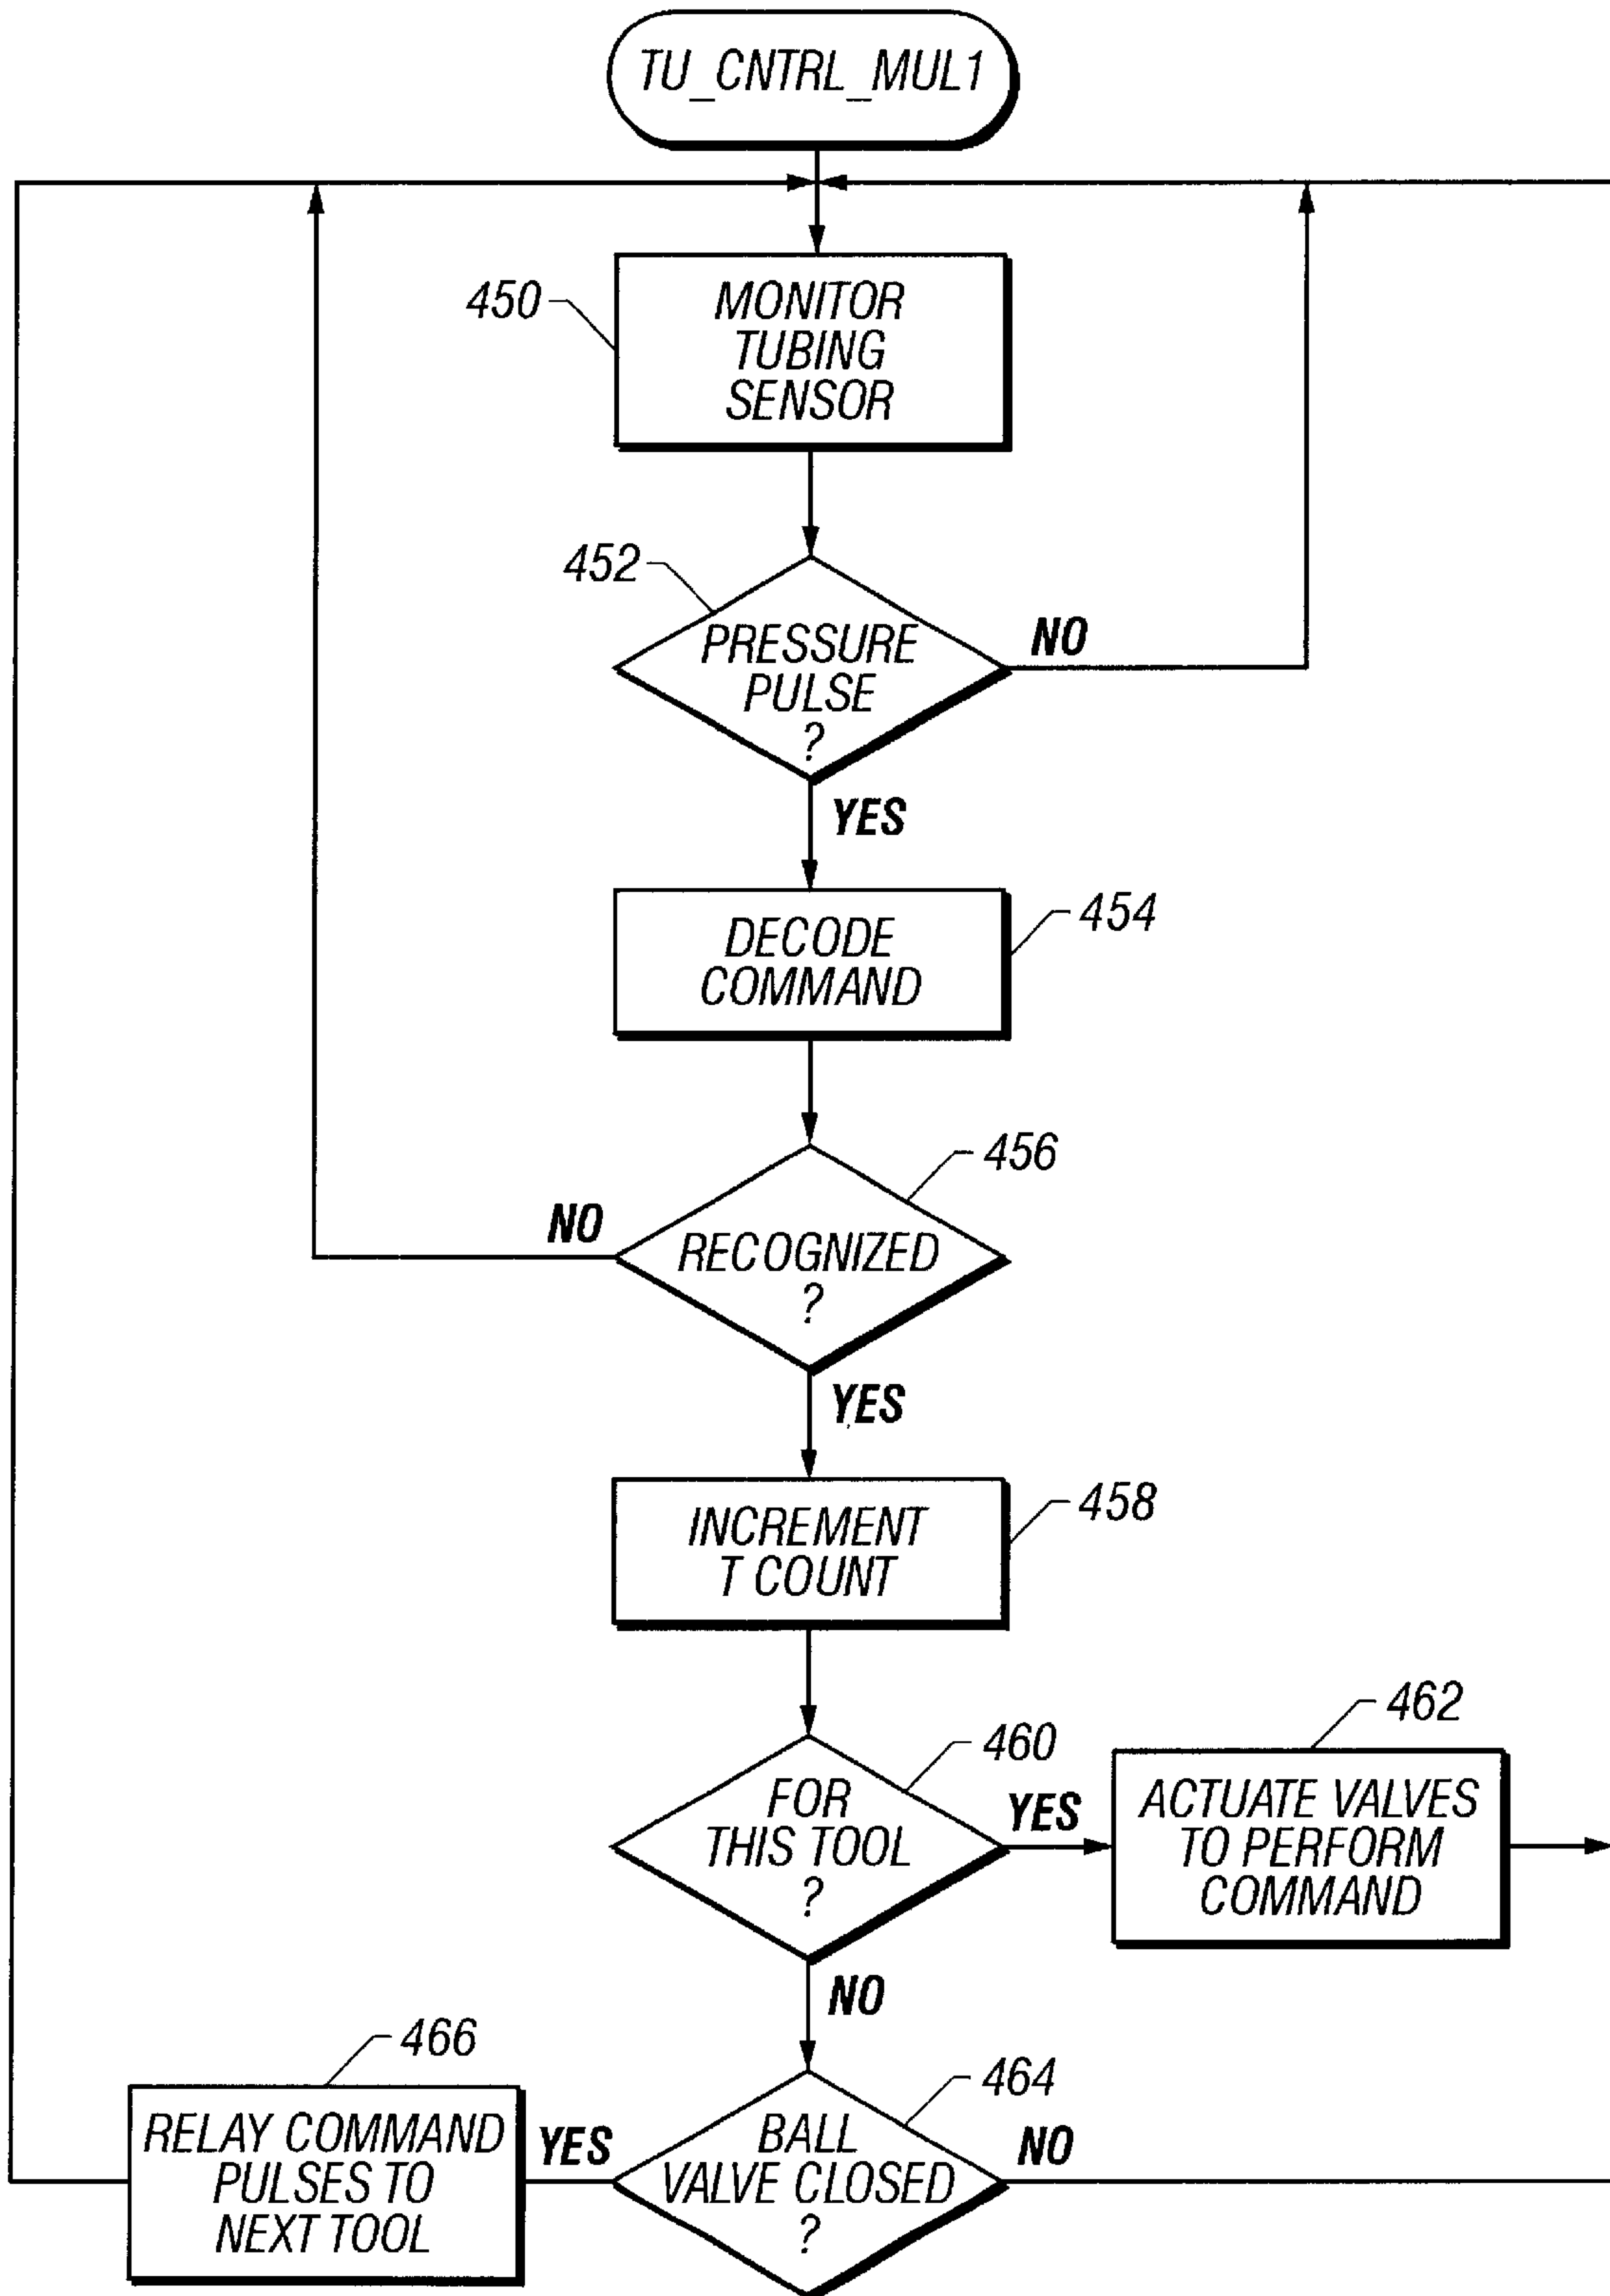 TU_CNTRL_MUL1
450
MONITOR
TUBING
SENSOR
452
PRESSURE
PULSE
?
NO
YES
454
DECODE
COMMAND
456
NO
RECOGNIZED
?
YES
458
INCREMENT
T COUNT
460
FOR
THIS TOOL
?
YES
462
ACTUATE VALVES
TO PERFORM
COMMAND
NO
466
RELAY COMMAND
PULSES TO
NEXT TOOL
YES
464
BALL
VALVE CLOSED
?
NO